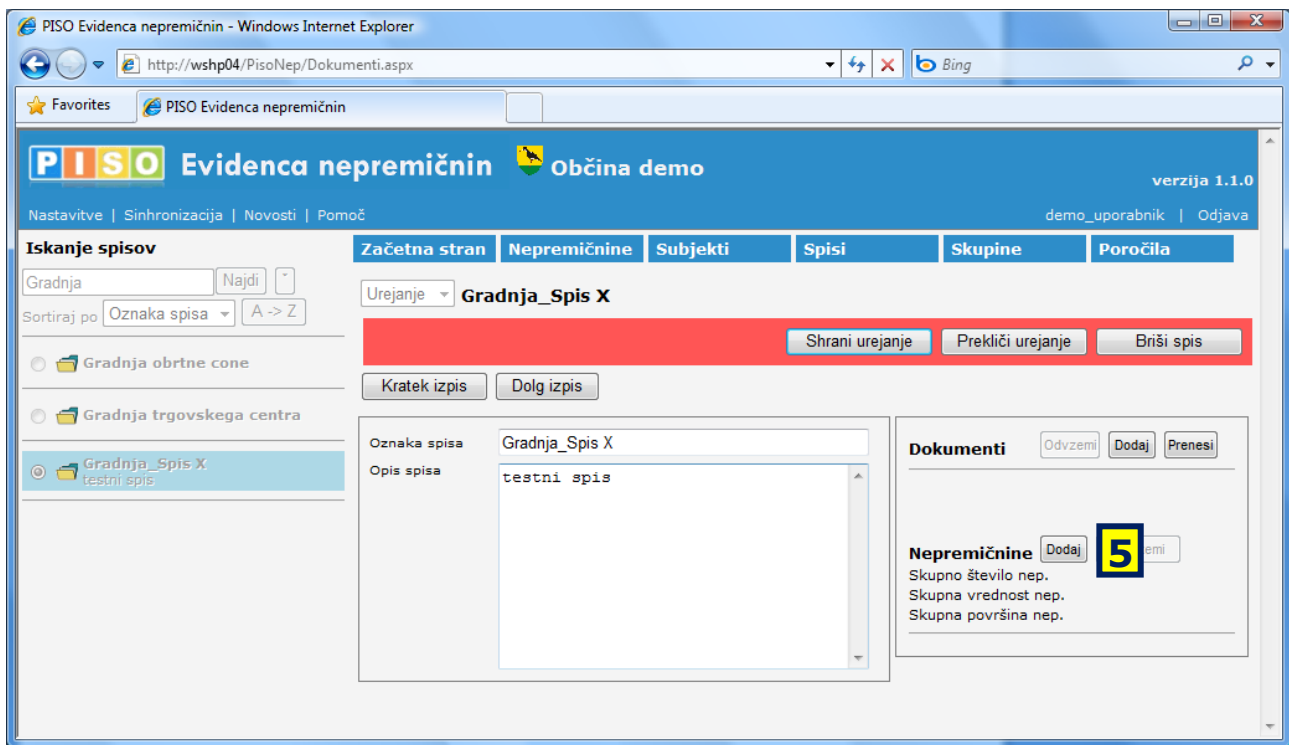 PISO Evidenca nepremičnin - Windows Internet Explorer
http://wshp04/PisoNep/Dokumenti.aspx
Bing
Favorites
PISO Evidenca nepremičnin
PISO Evidenca nepremičnin Občina demo
verzija 1.1.0
Nastavitve | Sinhronizacija | Novosti | Pomoč
demo_uporabnik | Odjava
Iskanje spisov
Začetna stran Nepremičnine Subjekti Spisi Skupine Poročila
Gradnja Najdi
Sortiraj po Oznaka spisa A -> Z
Urejanje Gradnja_Spis X
Shrani urejanje Prekliči urejanje Briši spis
Gradnja obrtne cone
Gradnja trgovskega centra
Gradnja_Spis X
testni spis
Kratek izpis Dolg izpis
Oznaka spisa Gradnja_Spis X
Opis spisa testni spis
Dokumenti Odvzemi Dodaj Prenesi
Nepremičnine Dodaj 5 emi
Skupno število nep.
Skupna vrednost nep.
Skupna površina nep.